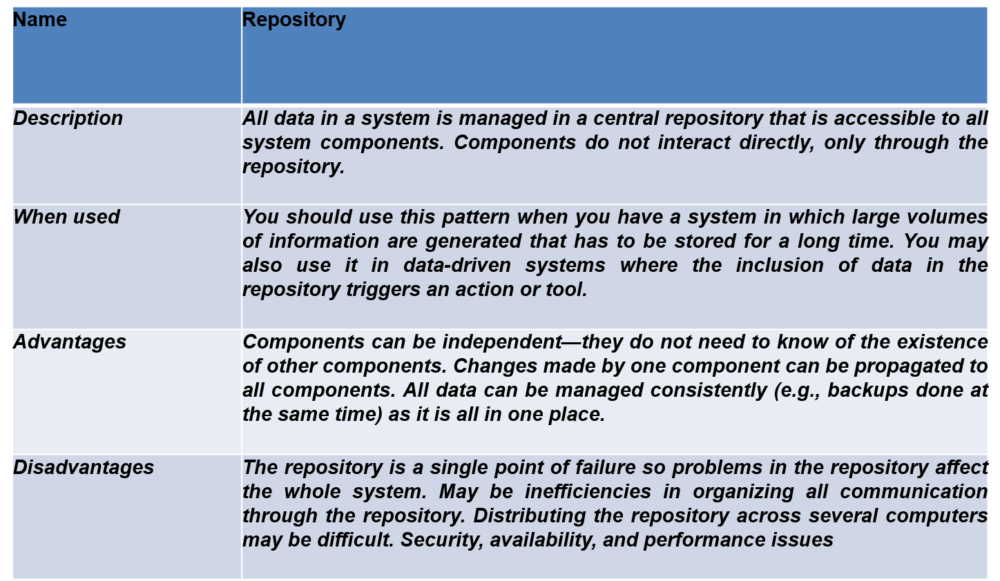 Name
Repository
Description
All data in a system is managed in a central repository that is accessible to all
system components. Components do not interact directly, only through the
repository.
When used
You should use this pattern when you have a system in which large volumes
of information are generated that has to be stored for a long time. You may
also use it in data-driven systems where the inclusion of data in the
repository triggers an action or tool.
Advantages
Components can be independent—they do not need to know of the existence
of other components. Changes made by one component can be propagated to
all components. All data can be managed consistently (e.g., backups done at
the same time) as it is all in one place.
Disadvantages
The repository is a single point of failure so problems in the repository affect
the whole system. May be inefficiencies in organizing all communication
through the repository. Distributing the repository across several computers
may be difficult. Security, availability, and performance issues